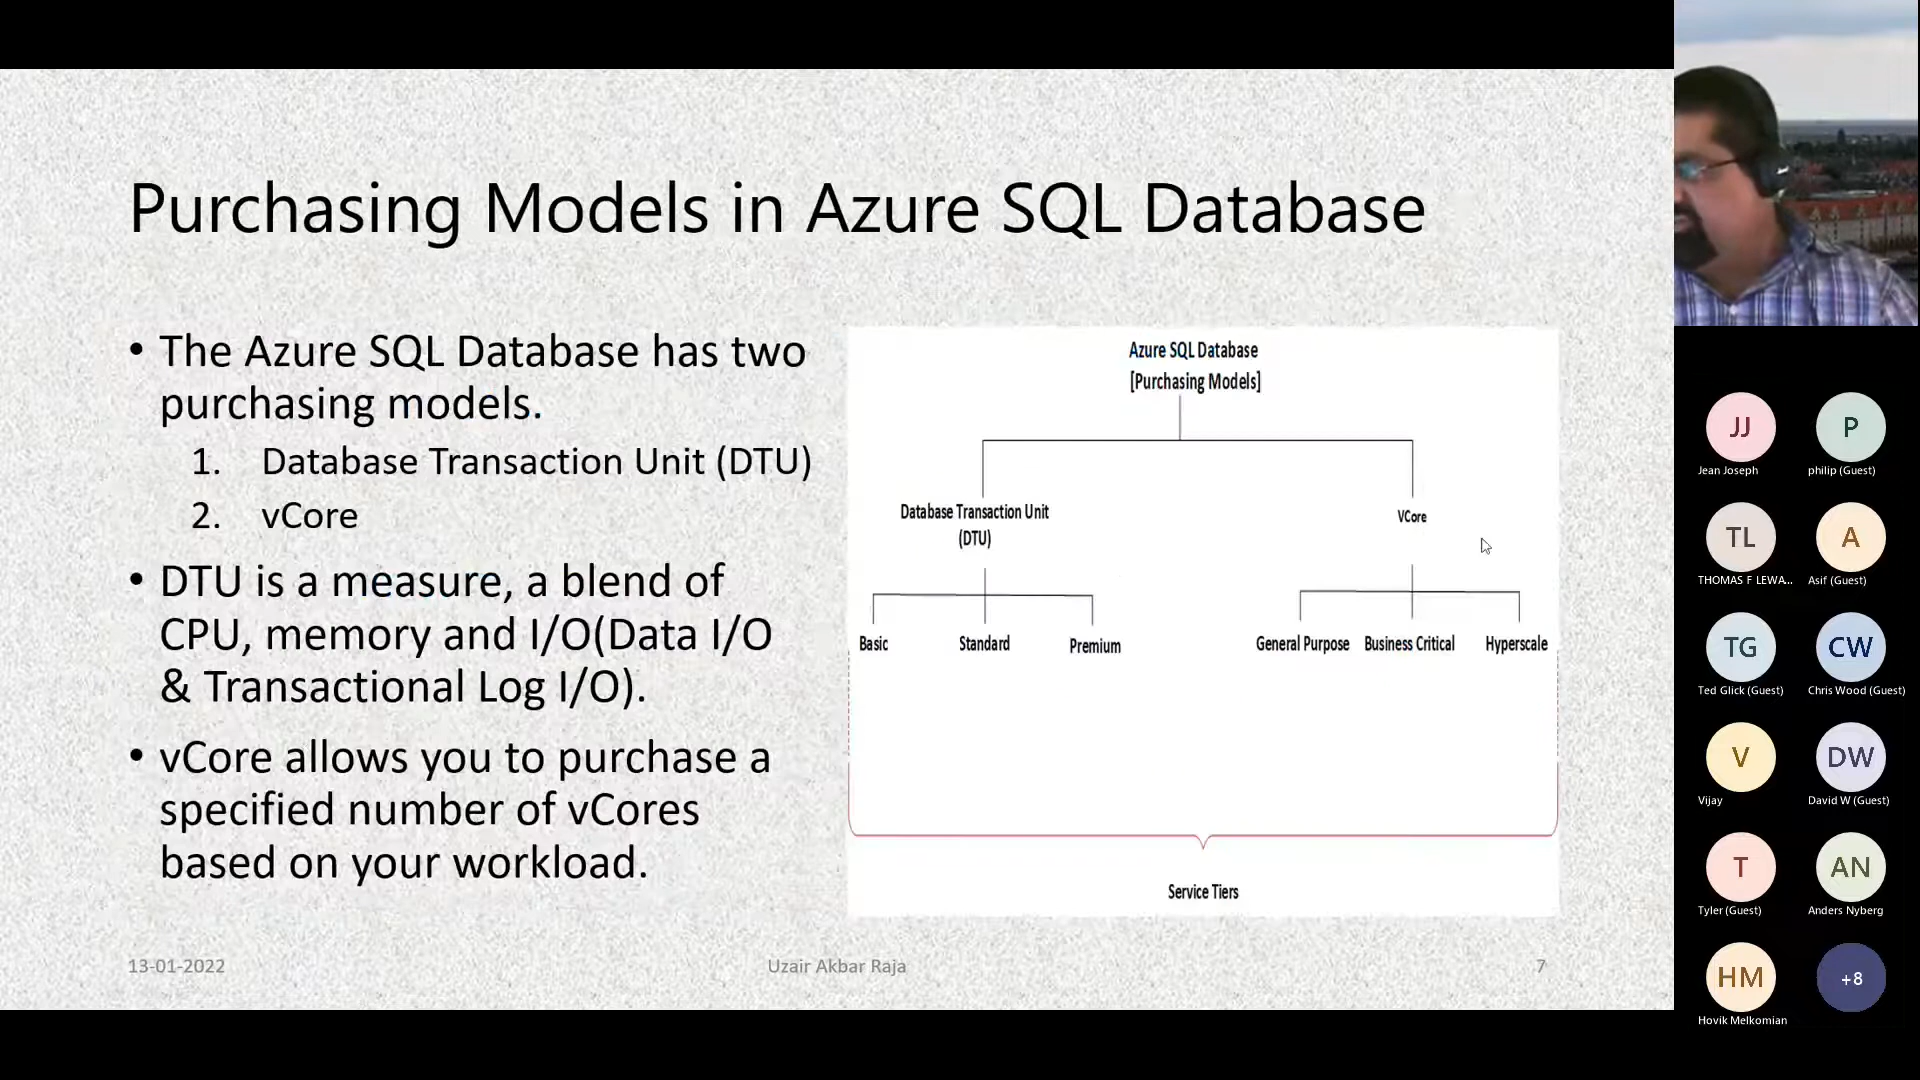 Purchasing Models in Azure SQL Database
• The Azure SQL Database has two
purchasing models.
1. Database Transaction Unit (DTU)
2. vCore
• DTU is a measure, a blend of
CPU, memory and I/O(Data I/O
& Transactional Log I/O).
• vCore allows you to purchase a
specified number of vCores
based on your workload.
Azure SQL Database
[Purchasing Models]
Database Transaction Unit
(DTU)
VCore
Basic
Standard
Premium
General Purpose
Business Critical
Hyperscale
Service Tiers
13-01-2022
Uzair Akbar Raja
7
JJ
Jean Joseph
P
philip (Guest)
TL
THOMAS F LEWA...
A
Asif (Guest)
TG
Ted Glick (Guest)
CW
Chris Wood (Guest)
V
Vijay
DW
David W (Guest)
T
Tyler (Guest)
AN
Anders Nyberg
HM
Hovik Melkomian
+8